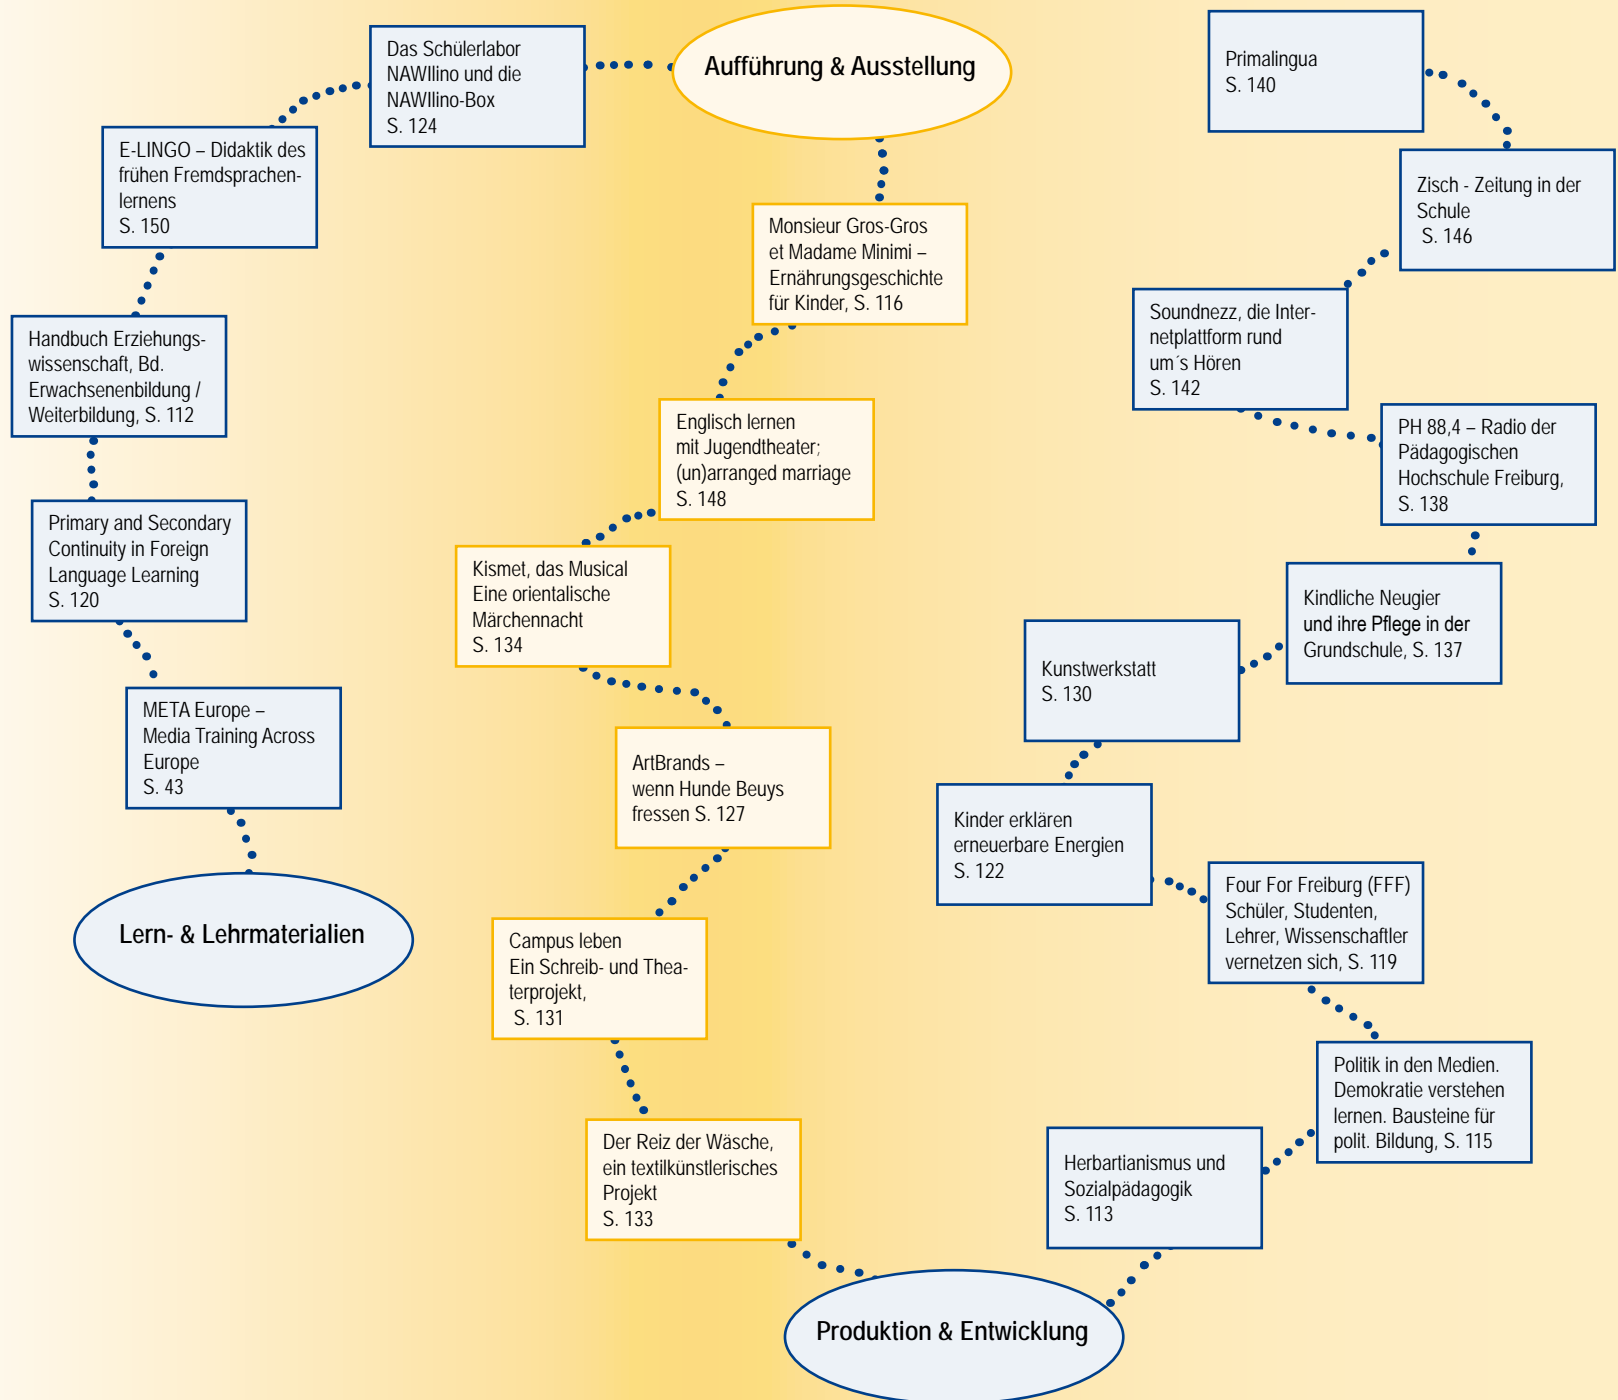 Das Schülerlabor
NAWIlino und die
NAWIlino-Box
S. 124
E-LINGO – Didaktik des
frühen Fremdsprachen-
lernens
S. 150
Handbuch Erziehungs-
wissenschaft, Bd.
Erwachsenenbildung /
Weiterbildung, S. 112
Primary and Secondary
Continuity in Foreign
Language Learning
S. 120
META Europe –
Media Training Across
Europe
S. 43
Lern- & Lehrmaterialien
Aufführung & Ausstellung
Monsieur Gros-Gros
et Madame Minimi –
Ernährungsgeschichte
für Kinder, S. 116
Englisch lernen
mit Jugendtheater;
(un)arranged marriage
S. 148
Kismet, das Musical
Eine orientalische
Märchennacht
S. 134
ArtBrands –
wenn Hunde Beuys
fressen S. 127
Campus leben
Ein Schreib- und Thea-
terprojekt,
S. 131
Der Reiz der Wäsche,
ein textilkünstlerisches
Projekt
S. 133
Produktion & Entwicklung
Primalingua
S. 140
Zisch - Zeitung in der
Schule
S. 146
Soundnezz, die Inter-
netplattform rund
um´s Hören
S. 142
PH 88,4 – Radio der
Pädagogischen
Hochschule Freiburg,
S. 138
Kindliche Neugier
und ihre Pflege in der
Grundschule, S. 137
Kunstwerkstatt
S. 130
Kinder erklären
erneuerbare Energien
S. 122
Four For Freiburg (FFF)
Schüler, Studenten,
Lehrer, Wissenschaftler
vernetzen sich, S. 119
Politik in den Medien.
Demokratie verstehen
lernen. Bausteine für
polit. Bildung, S. 115
Herbartianismus und
Sozialpädagogik
S. 113